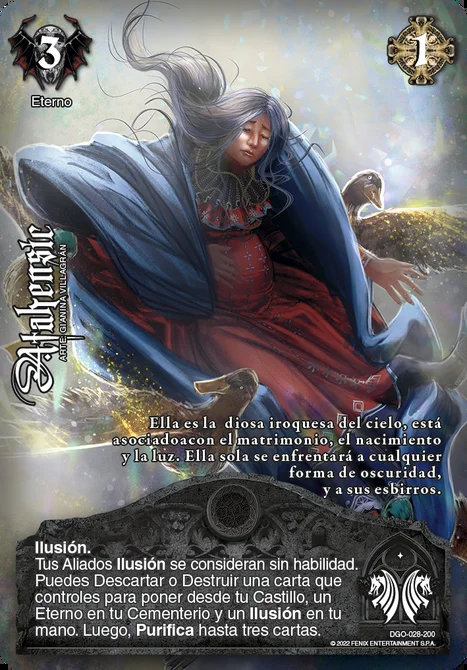 3
1
Eterno
Atahensic
ARTE: GIANINA VILLAGRÁN
Ella es la diosa iroquesa del cielo, está
asociadoacon el matrimonio, el nacimiento
y la luz. Ella sola se enfrentará a cualquier
forma de oscuridad,
y a sus esbirros.
Ilusión.
Tus Aliados Ilusión se consideran sin habilidad.
Puedes Descartar o Destruir una carta que
controles para poner desde tu Castillo, un
Eterno en tu Cementerio y un Ilusión en tu
mano. Luego, Purifica hasta tres cartas.
DGO-028-200
© 2022 FENIX ENTERTAINMENT S.P.A.